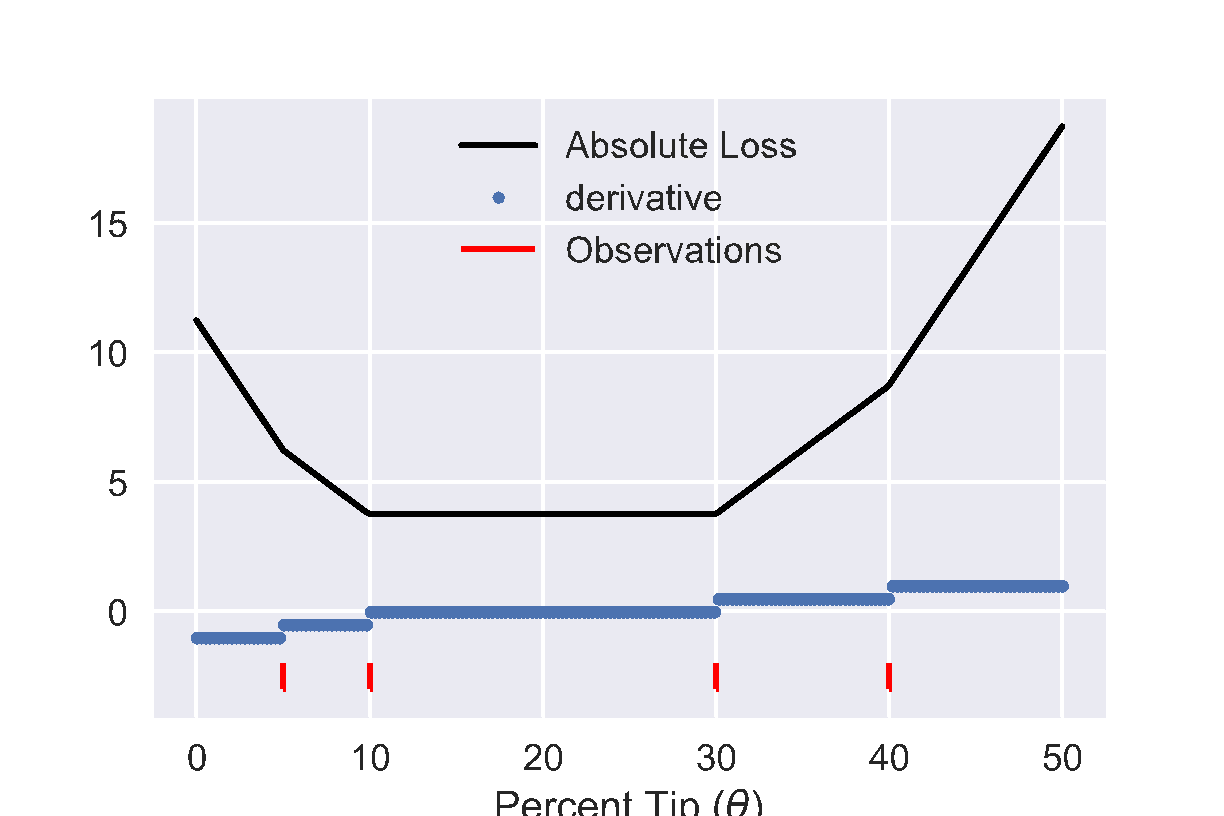 Absolute Loss
derivative
Observations
15
10
5
0
0 10 20 30 40 50
Percent Tip (θ)